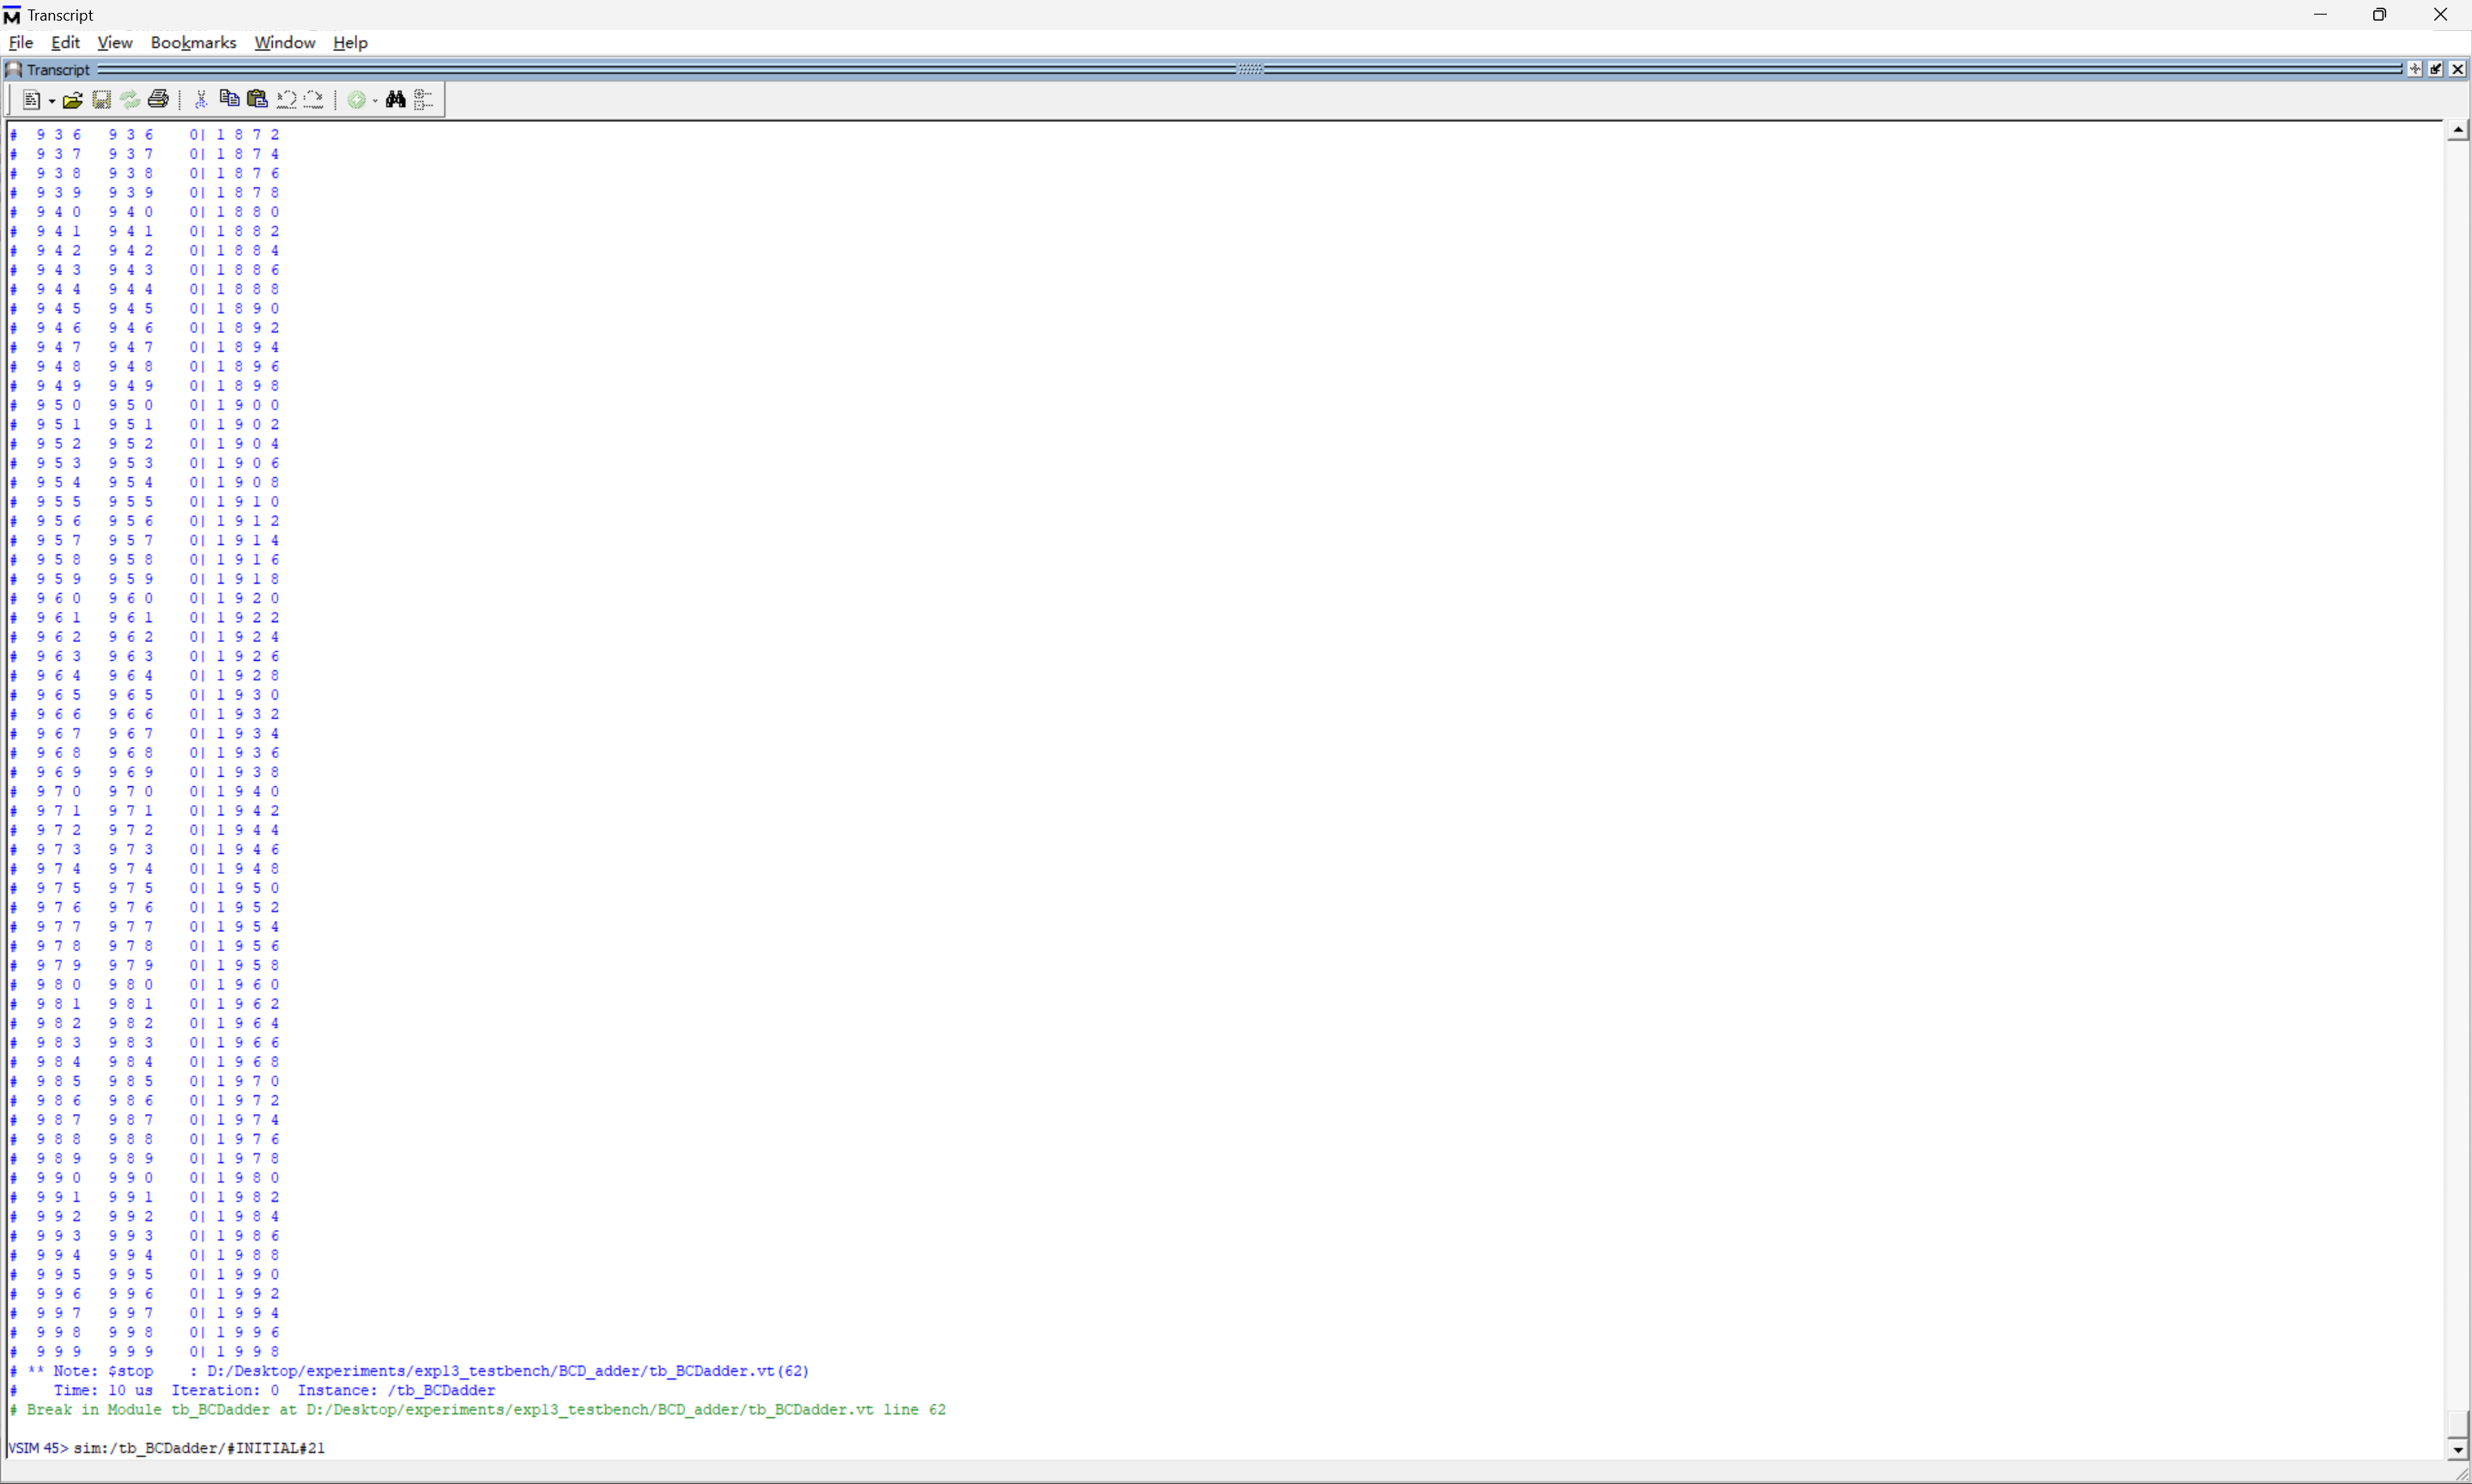 Transcript
File Edit View Bookmarks Window Help
Transcript
# 9 3 6 9 3 6 0| 1 8 7 2
# 9 3 7 9 3 7 0| 1 8 7 4
# 9 3 8 9 3 8 0| 1 8 7 6
# 9 3 9 9 3 9 0| 1 8 7 8
# 9 4 0 9 4 0 0| 1 8 8 0
# 9 4 1 9 4 1 0| 1 8 8 2
# 9 4 2 9 4 2 0| 1 8 8 4
# 9 4 3 9 4 3 0| 1 8 8 6
# 9 4 4 9 4 4 0| 1 8 8 8
# 9 4 5 9 4 5 0| 1 8 9 0
# 9 4 6 9 4 6 0| 1 8 9 2
# 9 4 7 9 4 7 0| 1 8 9 4
# 9 4 8 9 4 8 0| 1 8 9 6
# 9 4 9 9 4 9 0| 1 8 9 8
# 9 5 0 9 5 0 0| 1 9 0 0
# 9 5 1 9 5 1 0| 1 9 0 2
# 9 5 2 9 5 2 0| 1 9 0 4
# 9 5 3 9 5 3 0| 1 9 0 6
# 9 5 4 9 5 4 0| 1 9 0 8
# 9 5 5 9 5 5 0| 1 9 1 0
# 9 5 6 9 5 6 0| 1 9 1 2
# 9 5 7 9 5 7 0| 1 9 1 4
# 9 5 8 9 5 8 0| 1 9 1 6
# 9 5 9 9 5 9 0| 1 9 1 8
# 9 6 0 9 6 0 0| 1 9 2 0
# 9 6 1 9 6 1 0| 1 9 2 2
# 9 6 2 9 6 2 0| 1 9 2 4
# 9 6 3 9 6 3 0| 1 9 2 6
# 9 6 4 9 6 4 0| 1 9 2 8
# 9 6 5 9 6 5 0| 1 9 3 0
# 9 6 6 9 6 6 0| 1 9 3 2
# 9 6 7 9 6 7 0| 1 9 3 4
# 9 6 8 9 6 8 0| 1 9 3 6
# 9 6 9 9 6 9 0| 1 9 3 8
# 9 7 0 9 7 0 0| 1 9 4 0
# 9 7 1 9 7 1 0| 1 9 4 2
# 9 7 2 9 7 2 0| 1 9 4 4
# 9 7 3 9 7 3 0| 1 9 4 6
# 9 7 4 9 7 4 0| 1 9 4 8
# 9 7 5 9 7 5 0| 1 9 5 0
# 9 7 6 9 7 6 0| 1 9 5 2
# 9 7 7 9 7 7 0| 1 9 5 4
# 9 7 8 9 7 8 0| 1 9 5 6
# 9 7 9 9 7 9 0| 1 9 5 8
# 9 8 0 9 8 0 0| 1 9 6 0
# 9 8 1 9 8 1 0| 1 9 6 2
# 9 8 2 9 8 2 0| 1 9 6 4
# 9 8 3 9 8 3 0| 1 9 6 6
# 9 8 4 9 8 4 0| 1 9 6 8
# 9 8 5 9 8 5 0| 1 9 7 0
# 9 8 6 9 8 6 0| 1 9 7 2
# 9 8 7 9 8 7 0| 1 9 7 4
# 9 8 8 9 8 8 0| 1 9 7 6
# 9 8 9 9 8 9 0| 1 9 7 8
# 9 9 0 9 9 0 0| 1 9 8 0
# 9 9 1 9 9 1 0| 1 9 8 2
# 9 9 2 9 9 2 0| 1 9 8 4
# 9 9 3 9 9 3 0| 1 9 8 6
# 9 9 4 9 9 4 0| 1 9 8 8
# 9 9 5 9 9 5 0| 1 9 9 0
# 9 9 6 9 9 6 0| 1 9 9 2
# 9 9 7 9 9 7 0| 1 9 9 4
# 9 9 8 9 9 8 0| 1 9 9 6
# 9 9 9 9 9 9 0| 1 9 9 8
# ** Note: $stop : D:/Desktop/experiments/exp13_testbench/BCD_adder/tb_BCDadder.vt(62)
# Time: 10 us Iteration: 0 Instance: /tb_BCDadder
# Break in Module tb_BCDadder at D:/Desktop/experiments/exp13_testbench/BCD_adder/tb_BCDadder.vt line 62
VSIM 45> sim:/tb_BCDadder/#INITIAL#21